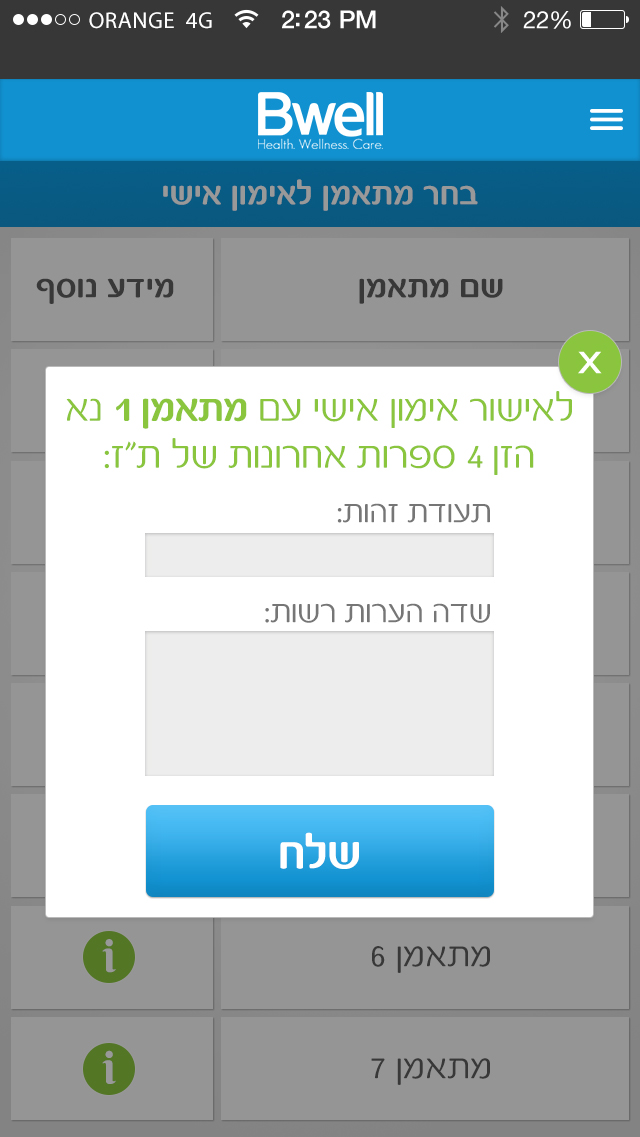 ORANGE 4G 2:23 PM 22%
Bwell
Health. Wellness. Care.
בחר מתאמן לאימון אישי
שם מתאמן
מידע נוסף
X
לאישור אימון אישי עם מתאמן 1 נא
הזן 4 ספרות אחרונות של ת"ז:
תעודת זהות:
שדה הערות רשות:
שלח
מתאמן 6
i
מתאמן 7
i